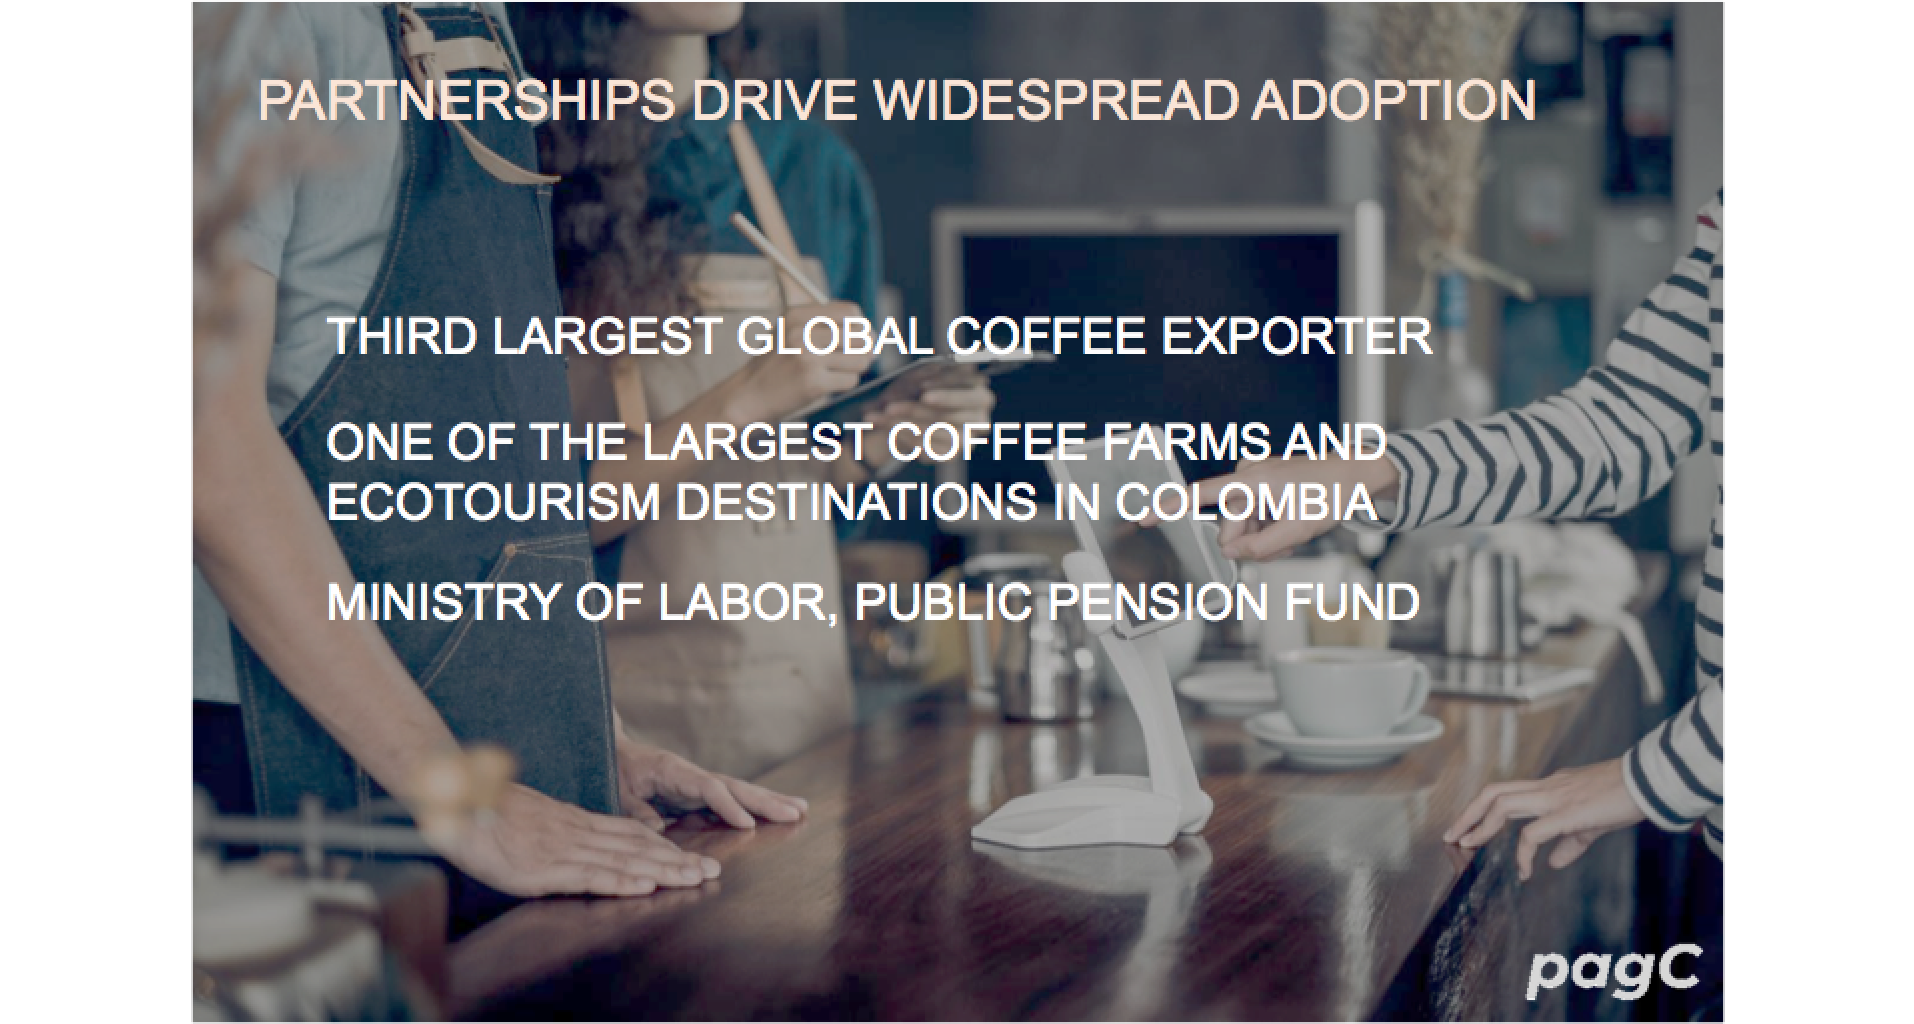 PARTNERSHIPS DRIVE WIDESPREAD ADOPTION
THIRD LARGEST GLOBAL COFFEE EXPORTER
ONE OF THE LARGEST COFFEE FARMS AND
ECOTOURISM DESTINATIONS IN COLOMBIA
MINISTRY OF LABOR, PUBLIC PENSION FUND
pagC